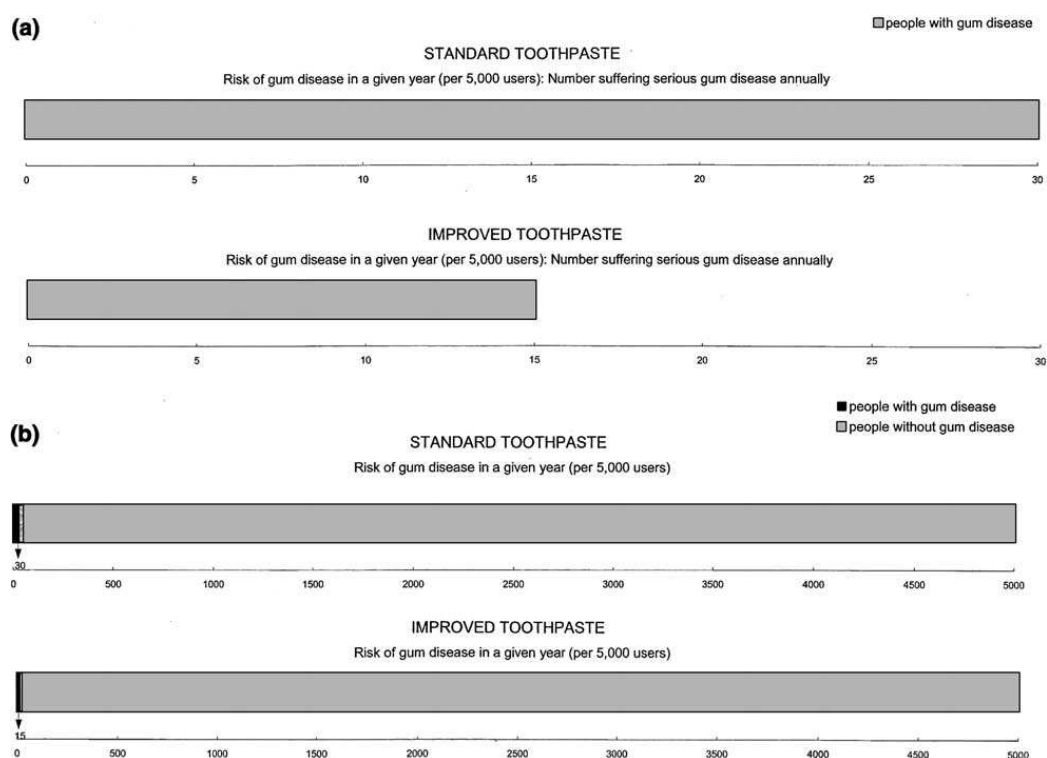 (a)
people with gum disease
STANDARD TOOTHPASTE
Risk of gum disease in a given year (per 5,000 users): Number suffering serious gum disease annually
0 5 10 15 20 25 30
IMPROVED TOOTHPASTE
Risk of gum disease in a given year (per 5,000 users): Number suffering serious gum disease annually
0 5 10 15 20 25 30
people with gum disease
people without gum disease
(b)
STANDARD TOOTHPASTE
Risk of gum disease in a given year (per 5,000 users)
30
0 500 1000 1500 2000 2500 3000 3500 4000 4500 5000
IMPROVED TOOTHPASTE
Risk of gum disease in a given year (per 5,000 users)
15
0 500 1000 1500 2000 2500 3000 3500 4000 4500 5000